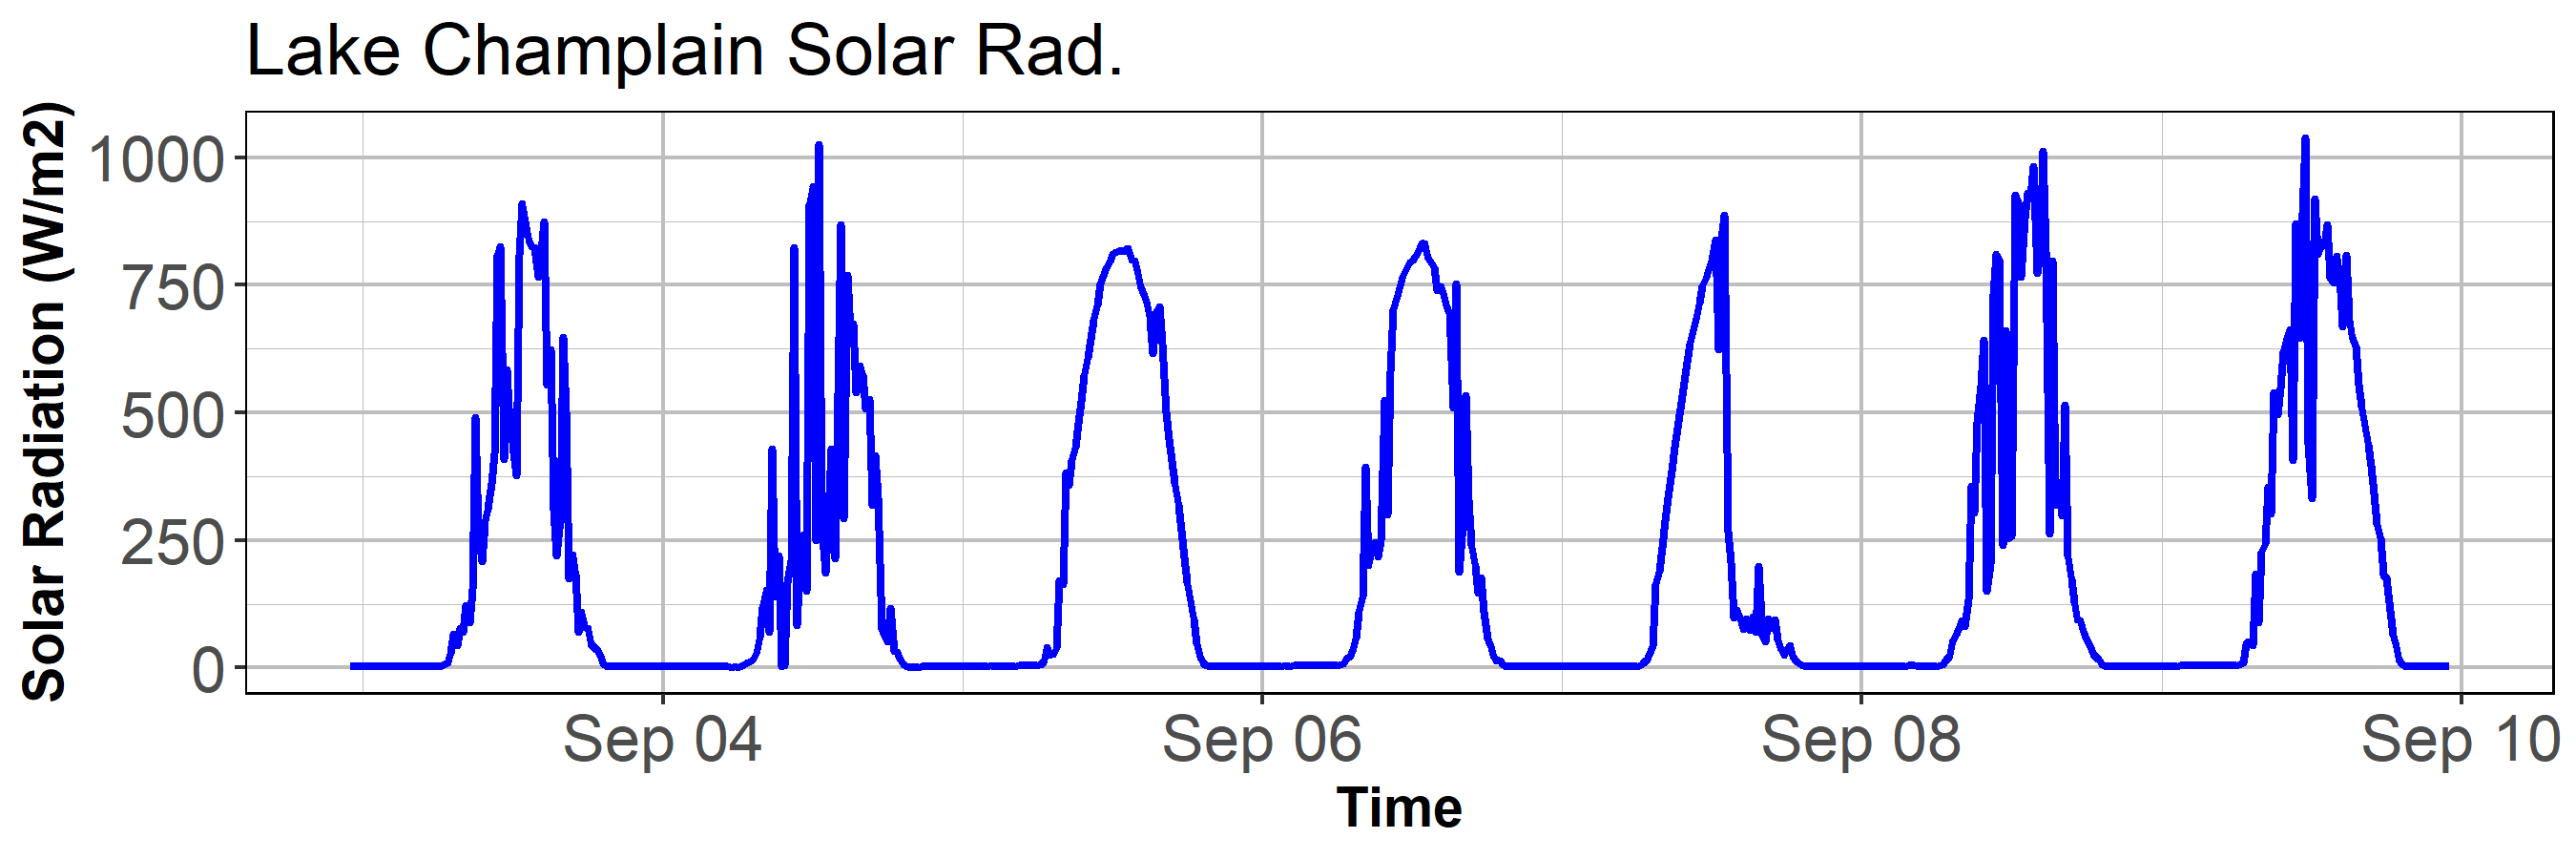 Lake Champlain Solar Rad.
Solar Radiation (W/m2)
1000
750
500
250
0
Sep 04
Sep 06
Sep 08
Sep 10
Time